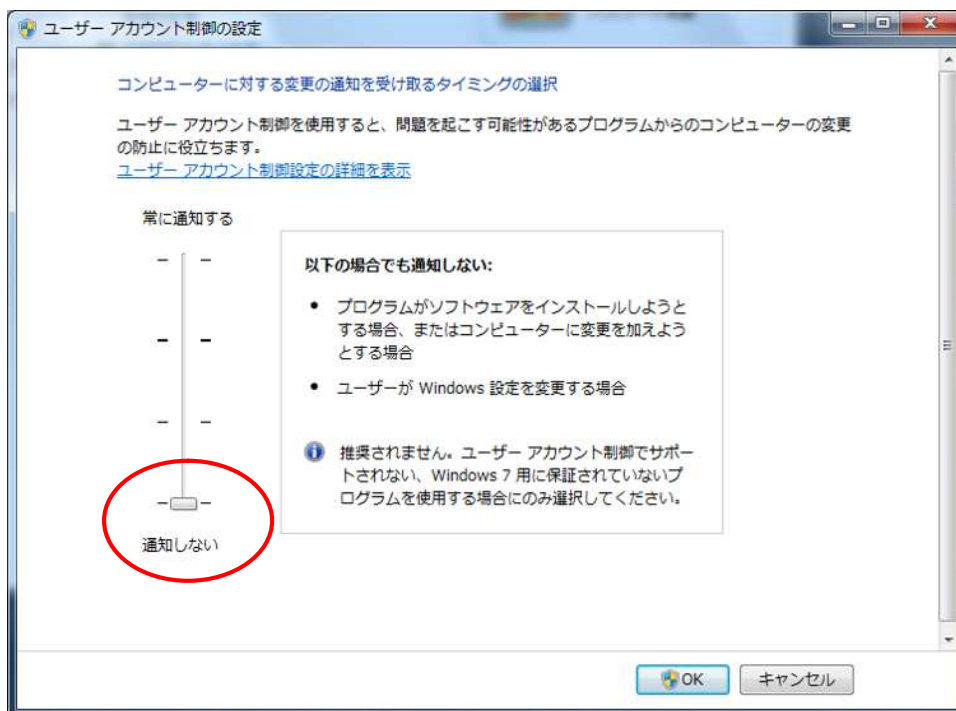 ユーザー アカウント制御の設定
コンピューターに対する変更の通知を受け取るタイミングの選択
ユーザー アカウント制御を使用すると、問題を起こす可能性があるプログラムからのコンピューターの変更
の防止に役立ちます。
ユーザー アカウント制御設定の詳細を表示
常に通知する
以下の場合でも通知しない:
• プログラムがソフトウェアをインストールしようと
する場合、またはコンピューターに変更を加えよう
とする場合
• ユーザーが Windows 設定を変更する場合
推奨されません。ユーザー アカウント制御でサポー
トされない、Windows 7 用に保証されていないプ
ログラムを使用する場合にのみ選択してください。
通知しない
OK
キャンセル